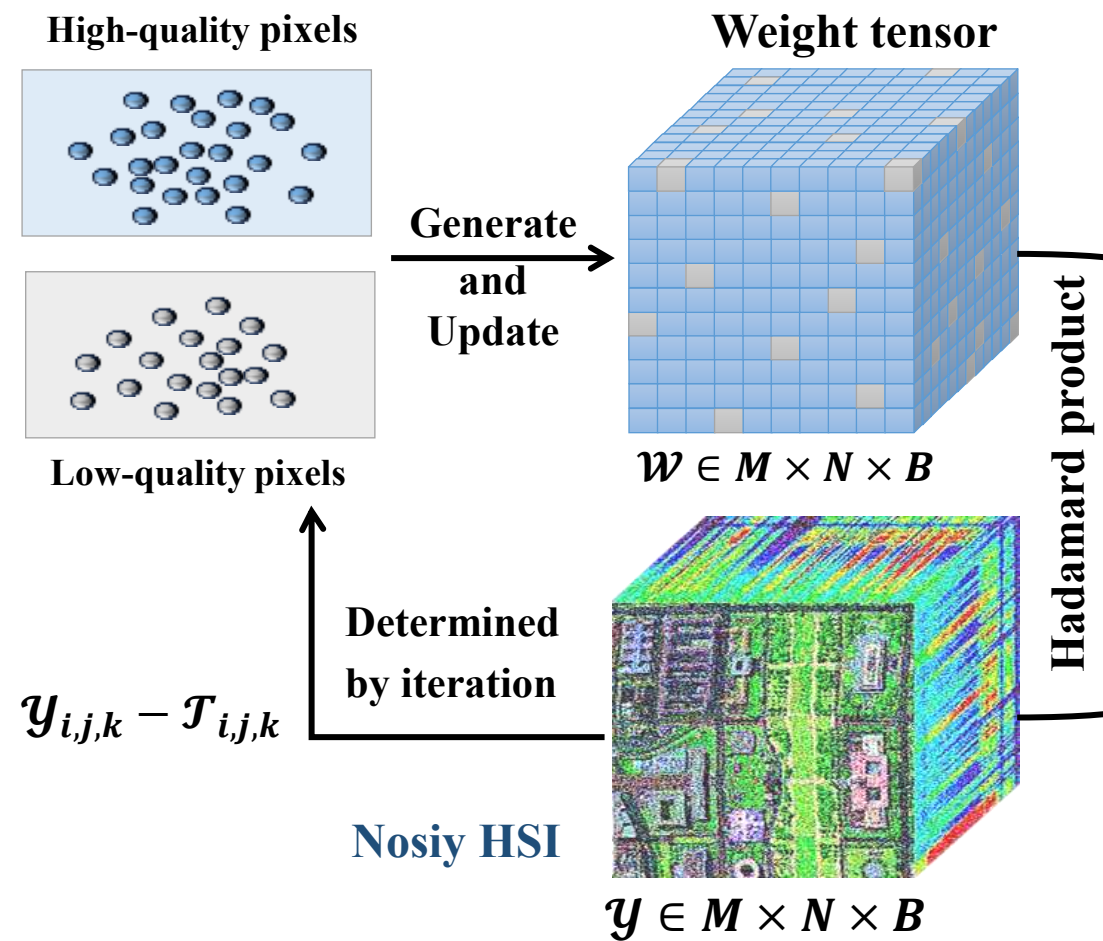 High-quality pixels
Weight tensor
Generate
and
Update
Low-quality pixels
𝓦 ∈ M × N × B
Hadamard product
Determined
by iteration
𝓨i,j,k − 𝓣i,j,k
Nosiy HSI
𝓨 ∈ M × N × B